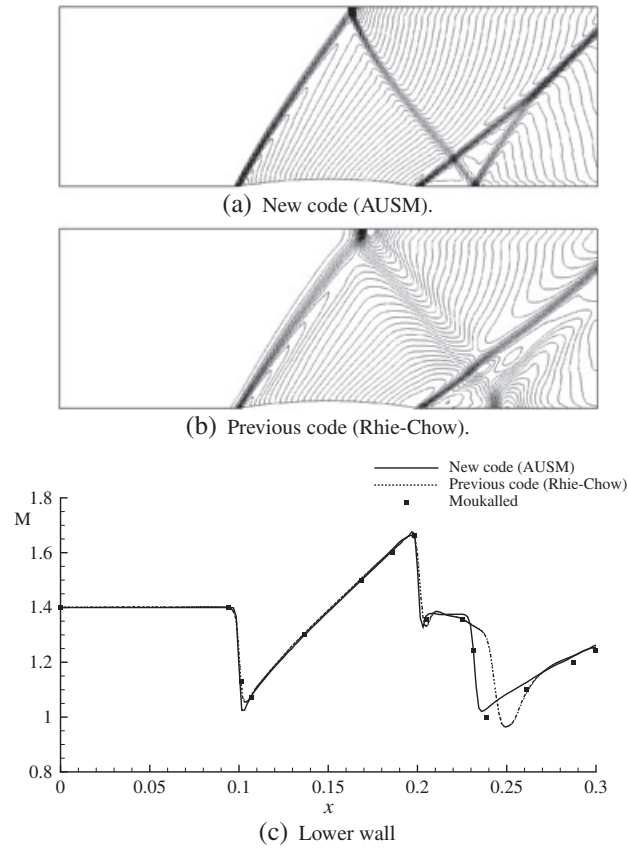 (a) New code (AUSM).
(b) Previous code (Rhie-Chow).
New code (AUSM)
Previous code (Rhie-Chow)
Moukalled
1.8
M
1.6
1.4
1.2
1
0.8
0 0.05 0.1 0.15 0.2 0.25 0.3
x
(c) Lower wall